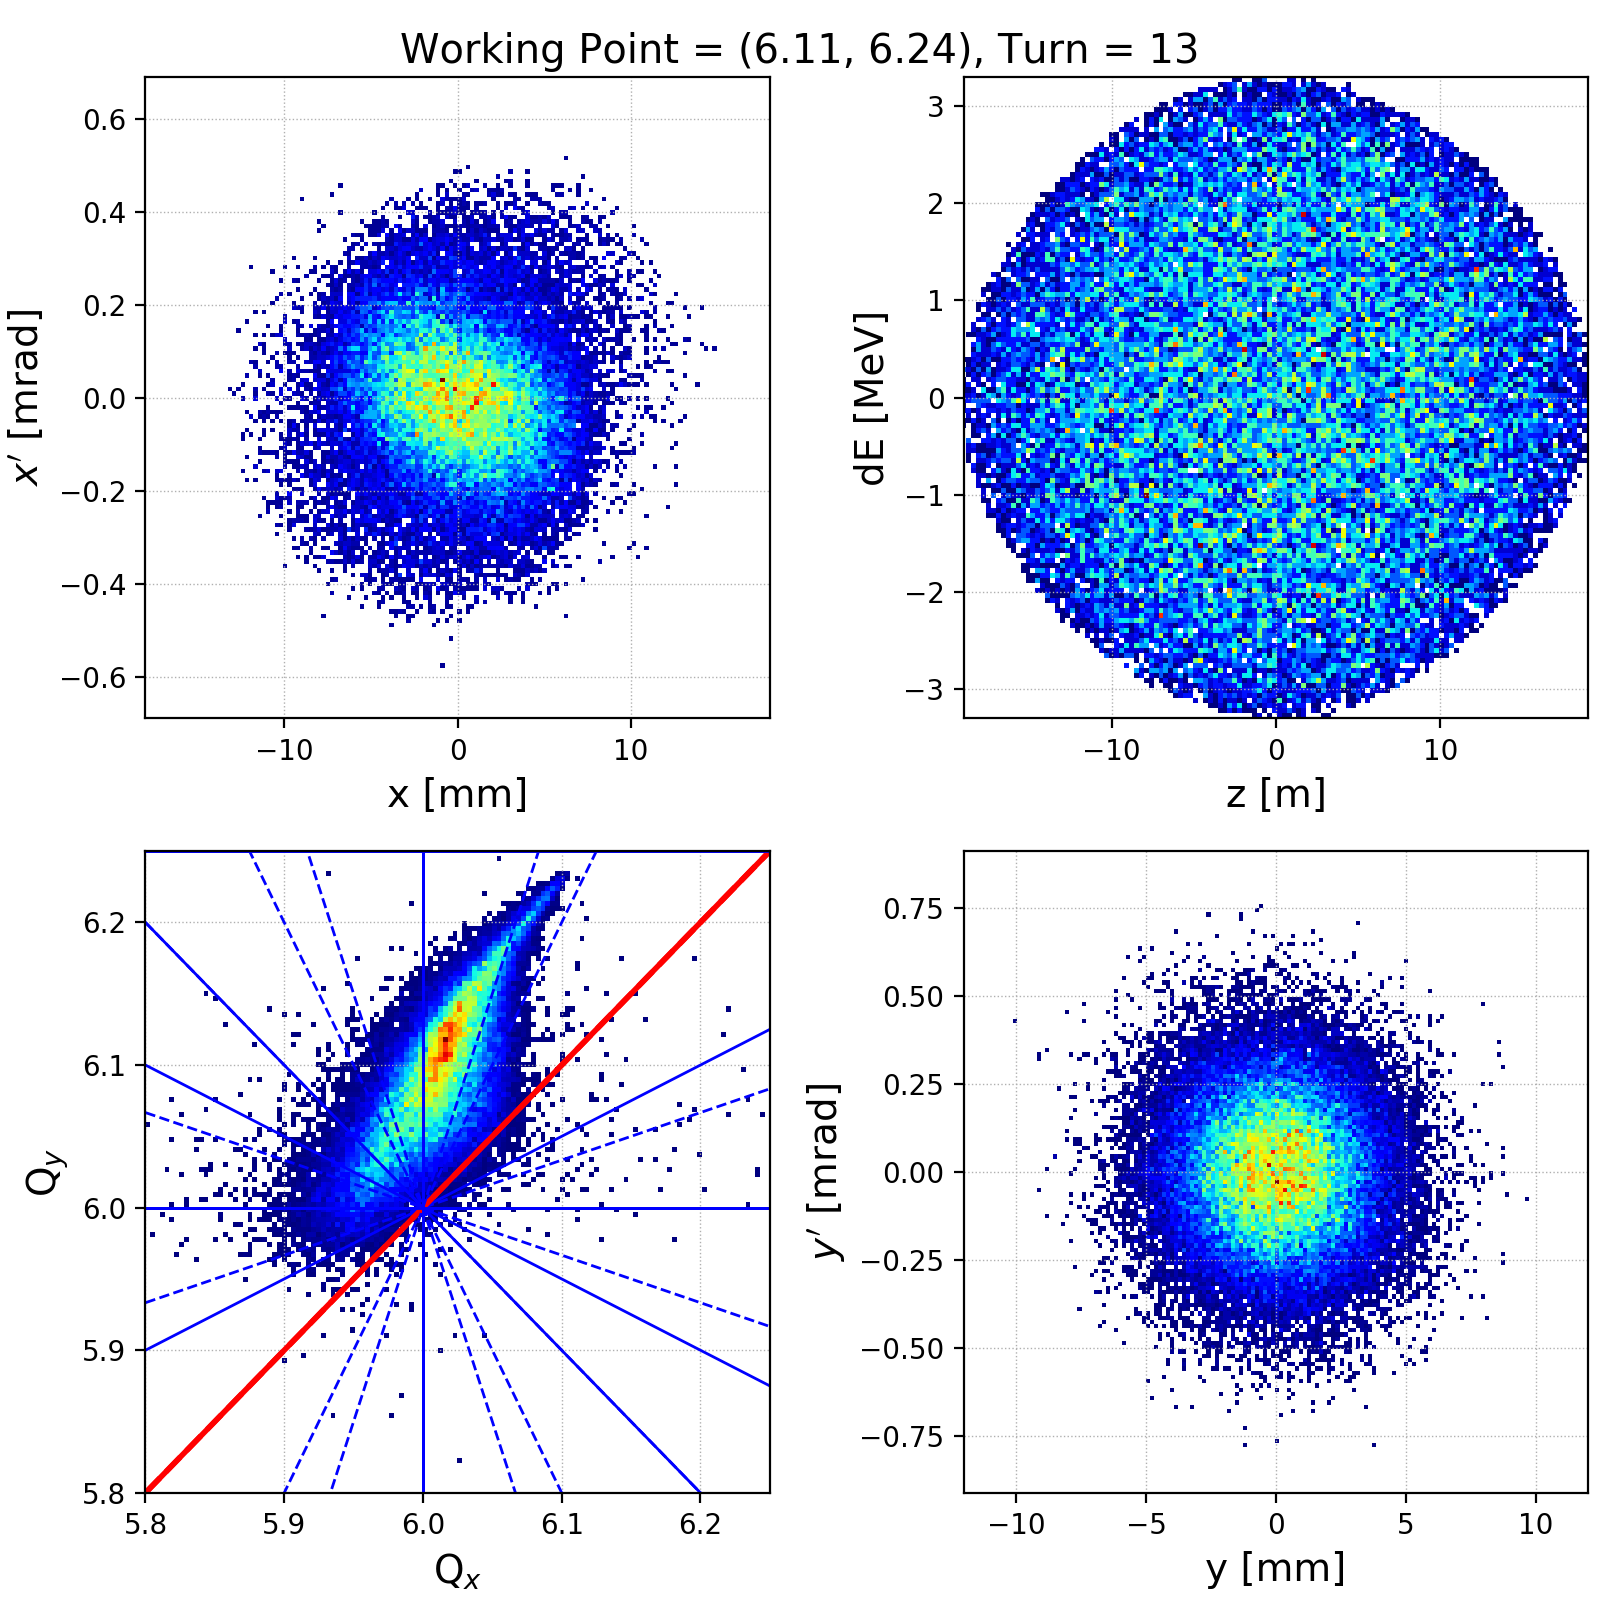 Working Point = (6.11, 6.24), Turn = 13
0.6
0.4
0.2
0.0
−0.2
−0.4
−0.6
x′ [mrad]
−10 0 10
x [mm]
3
2
1
0
−1
−2
−3
dE [MeV]
−10 0 10
z [m]
6.2
6.1
6.0
5.9
5.8
Qy
5.8 5.9 6.0 6.1 6.2
Qx
0.75
0.50
0.25
0.00
−0.25
−0.50
−0.75
y′ [mrad]
−10 −5 0 5 10
y [mm]